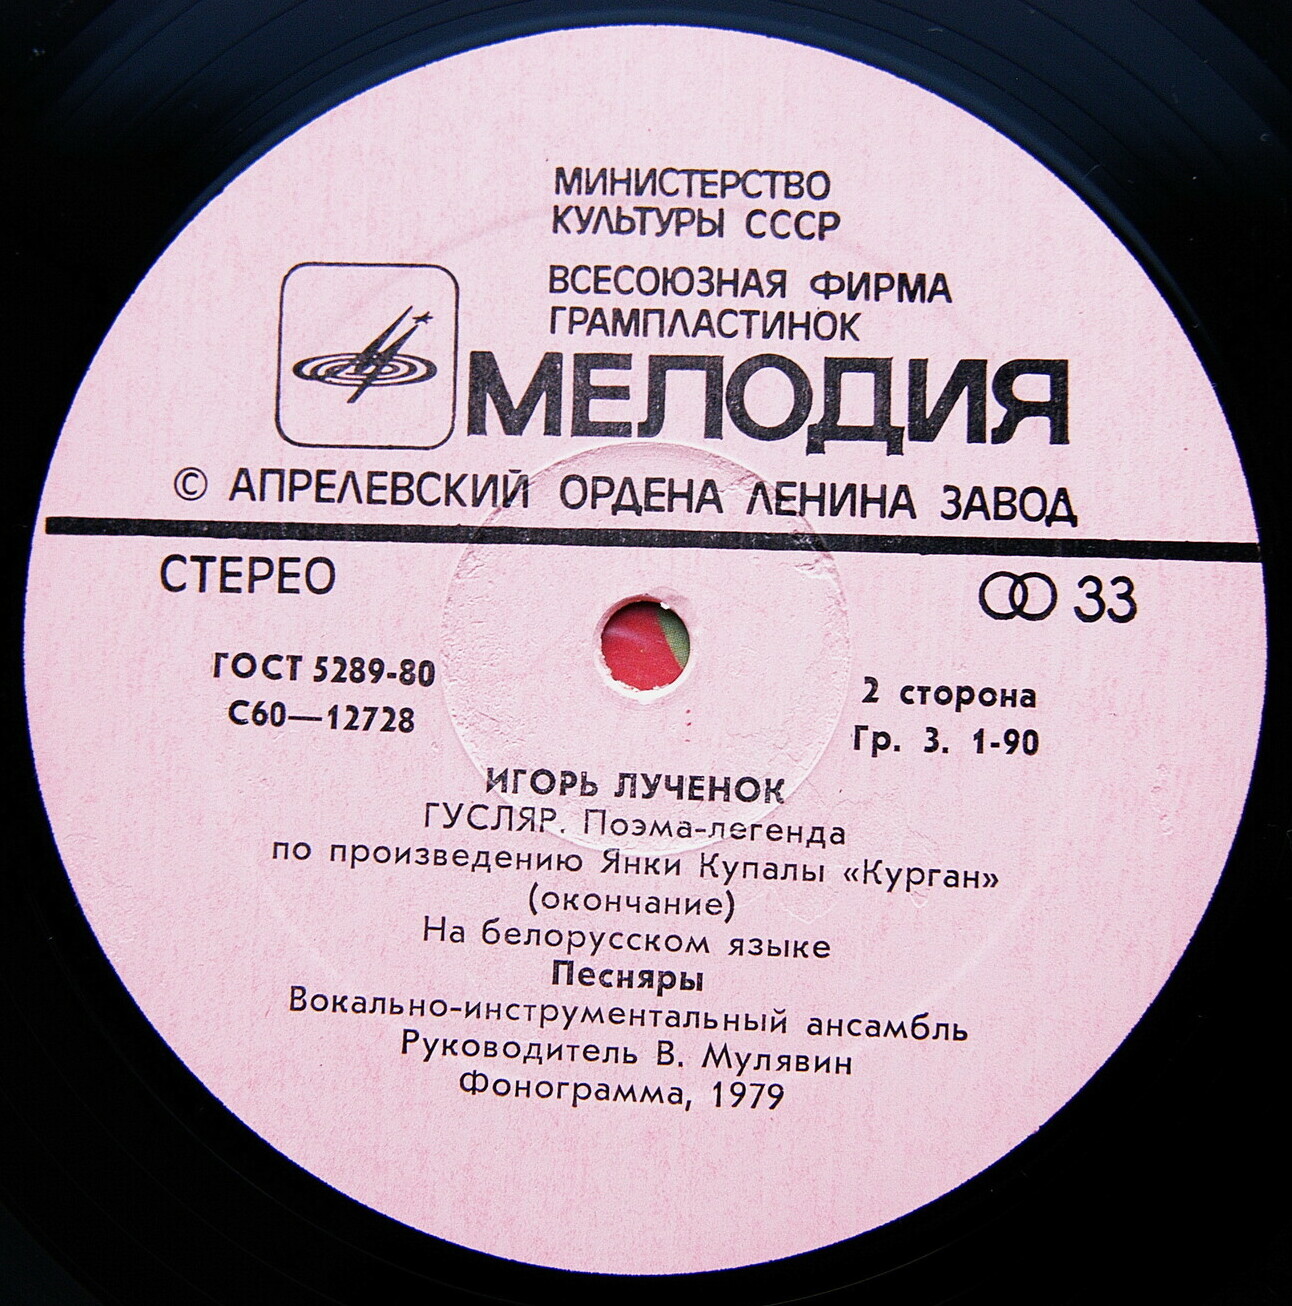 МИНИСТЕРСТВО
КУЛЬТУРЫ СССР
ВСЕСОЮЗНАЯ ФИРМА
ГРАМПЛАСТИНОК
МЕЛОДИЯ
© АПРЕЛЕВСКИЙ ОРДЕНА ЛЕНИНА ЗАВОД
СТЕРЕО
33
ГОСТ 5289-80
С60—12728
2 сторона
Гр. 3. 1-90
ИГОРЬ ЛУЧЕНОК
ГУСЛЯР. Поэма-легенда
по произведению Янки Купалы «Курган»
(окончание)
На белорусском языке
Песняры
Вокально-инструментальный ансамбль
Руководитель В. Мулявин
Фонограмма, 1979